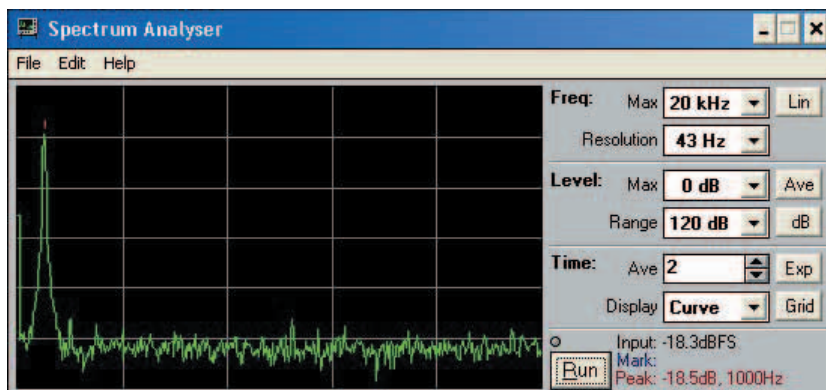 Spectrum Analyser
File Edit Help
Freq: Max 20 kHz Lin
Resolution 43 Hz
Level: Max 0 dB Ave
Range 120 dB dB
Time: Ave 2 Exp
Display Curve Grid
Input: -18.3dBFS
Run Mark:
Peak: -18.5dB, 1000Hz